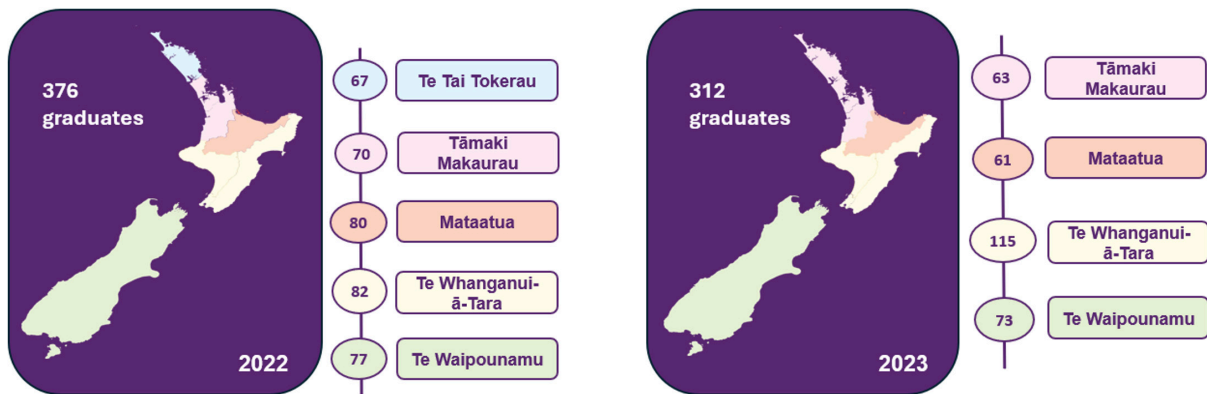 376
graduates
2022
67
Te Tai Tokerau
70
Tāmaki
Makaurau
80
Mataatua
82
Te Whanganui-
ā-Tara
77
Te Waipounamu
312
graduates
2023
63
Tāmaki
Makaurau
61
Mataatua
115
Te Whanganui-
ā-Tara
73
Te Waipounamu